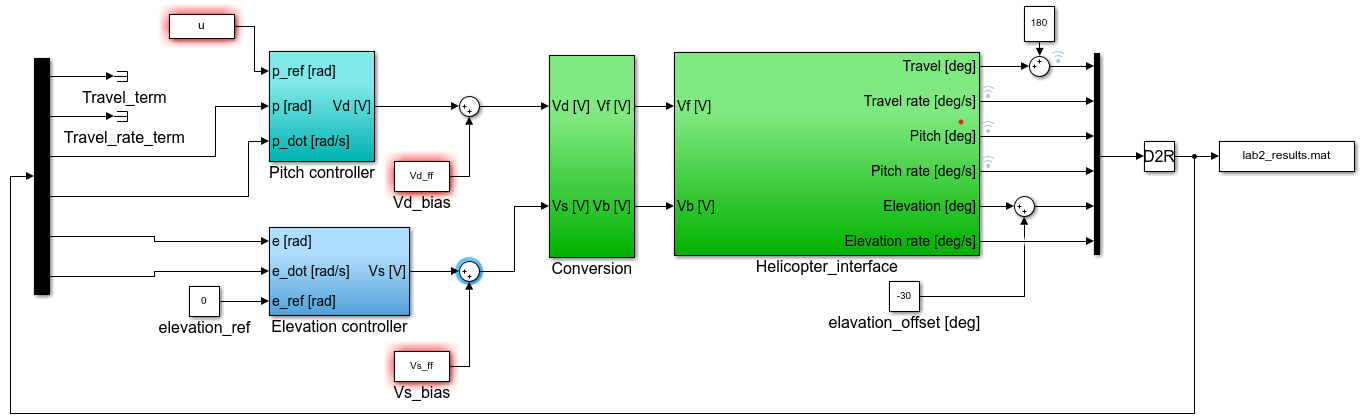 u
Travel_term
Travel_rate_term
p_ref [rad]
p [rad]
Vd [V]
p_dot [rad/s]
Pitch controller
Vd_ff
Vd_bias
e [rad]
e_dot [rad/s]
Vs [V]
e_ref [rad]
Elevation controller
0
elevation_ref
Vs_ff
Vs_bias
Vd [V]
Vf [V]
Vs [V]
Vb [V]
Conversion
Vf [V]
Vb [V]
Travel [deg]
Travel rate [deg/s]
Pitch [deg]
Pitch rate [deg/s]
Elevation [deg]
Elevation rate [deg/s]
Helicopter_interface
180
-30
elavation_offset [deg]
D2R
lab2_results.mat